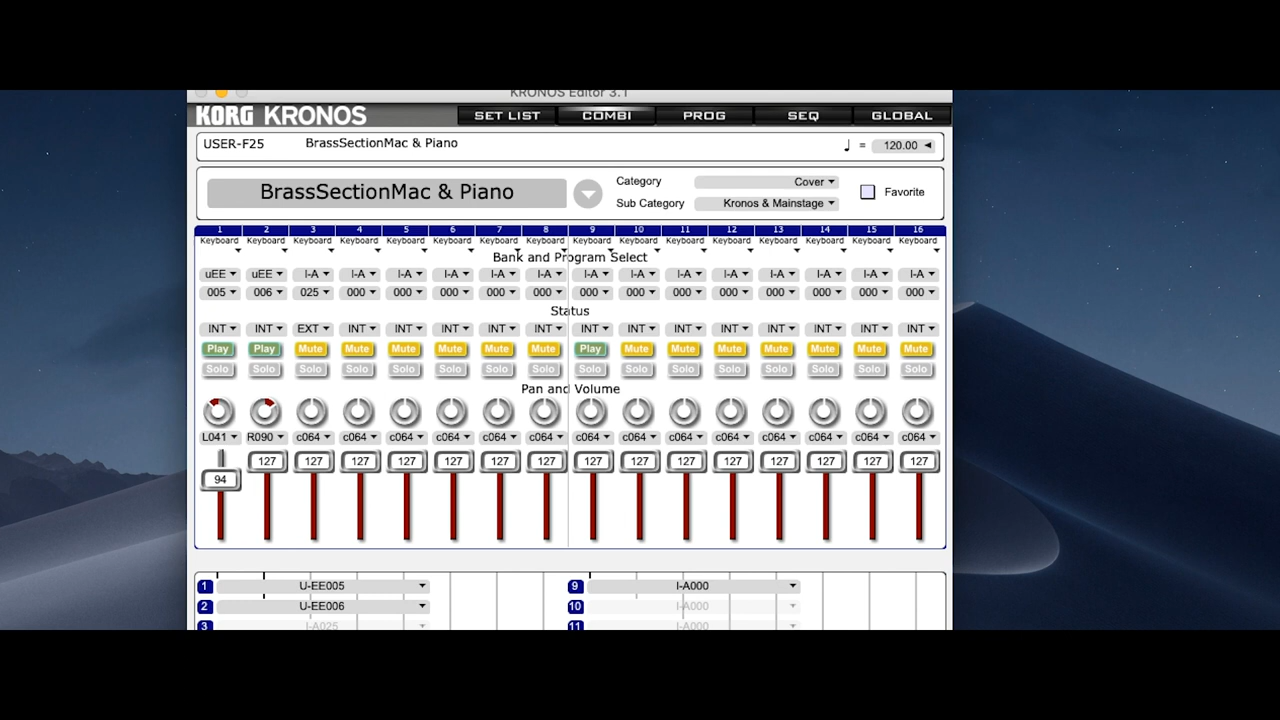 KRONOS Editor 3.1
KORG KRONOS SET LIST COMBI PROG SEQ GLOBAL
USER-F25 BrassSectionMac & Piano ♩ = 120.00
BrassSectionMac & Piano Category Cover Favorite
Sub Category Kronos & Mainstage
1 2 3 4 5 6 7 8 9 10 11 12 13 14 15 16
Keyboard Keyboard Keyboard Keyboard Keyboard Keyboard Keyboard Keyboard Keyboard Keyboard Keyboard Keyboard Keyboard Keyboard Keyboard Keyboard
Bank and Program Select
uEE uEE I-A I-A I-A I-A I-A I-A I-A I-A I-A I-A I-A I-A I-A I-A
005 006 025 000 000 000 000 000 000 000 000 000 000 000 000 000
Status
INT INT EXT INT INT INT INT INT INT INT INT INT INT INT INT INT
Play Play Mute Mute Mute Mute Mute Mute Play Mute Mute Mute Mute Mute Mute Mute
Solo Solo Solo Solo Solo Solo Solo Solo Solo Solo Solo Solo Solo Solo Solo Solo
Pan and Volume
L041 R090 c064 c064 c064 c064 c064 c064 c064 c064 c064 c064 c064 c064 c064 c064
94 127 127 127 127 127 127 127 127 127 127 127 127 127 127 127
1 U-EE005 9 I-A000
2 U-EE006 10 I-A000
3 I-A025 11 I-A000